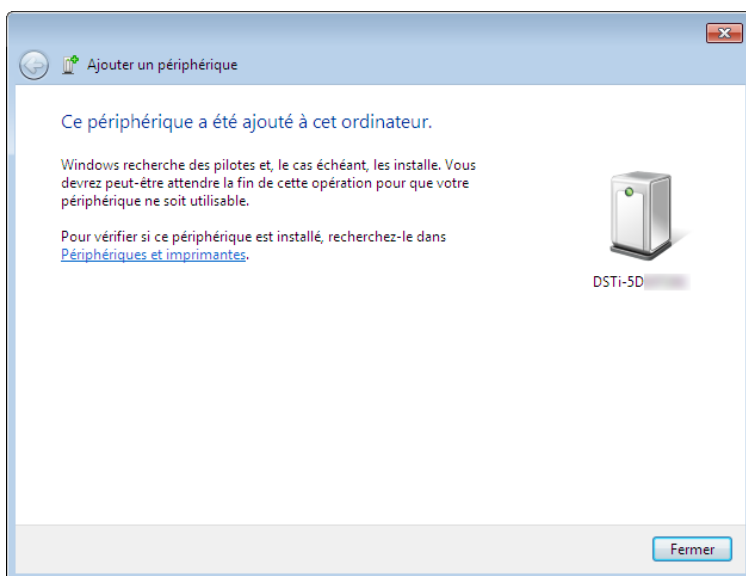 Ajouter un périphérique
Ce périphérique a été ajouté à cet ordinateur.
Windows recherche des pilotes et, le cas échéant, les installe. Vous
devrez peut-être attendre la fin de cette opération pour que votre
périphérique ne soit utilisable.
Pour vérifier si ce périphérique est installé, recherchez-le dans
Périphériques et imprimantes.
DSTi-5D
Fermer